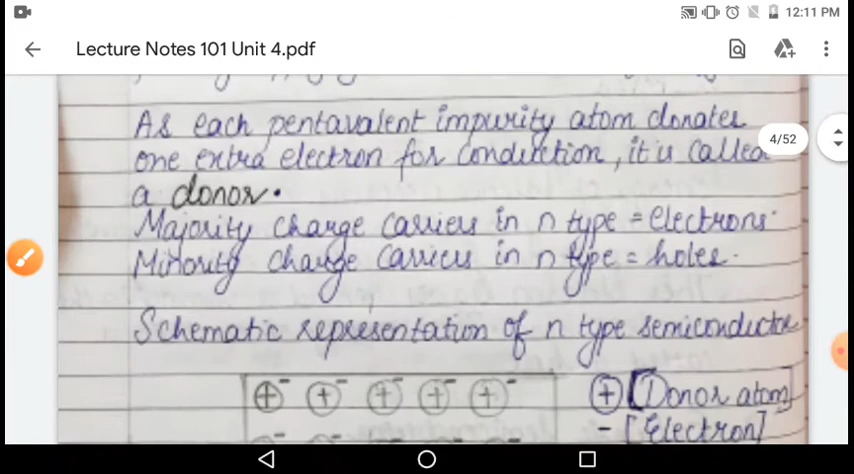 12:11 PM
Lecture Notes 101 Unit 4.pdf
As each pentavalent impurity atom donates
4/52
one extra electron for conduction, it is called
a donor.
Majority charge carriers in n type = electrons.
Minority charge carriers in n type = holes.
Schematic representation of n type semiconductor
⊕- ⊕- ⊕- ⊕- ⊕- ⊕ [Donor atom]
- [Electron]